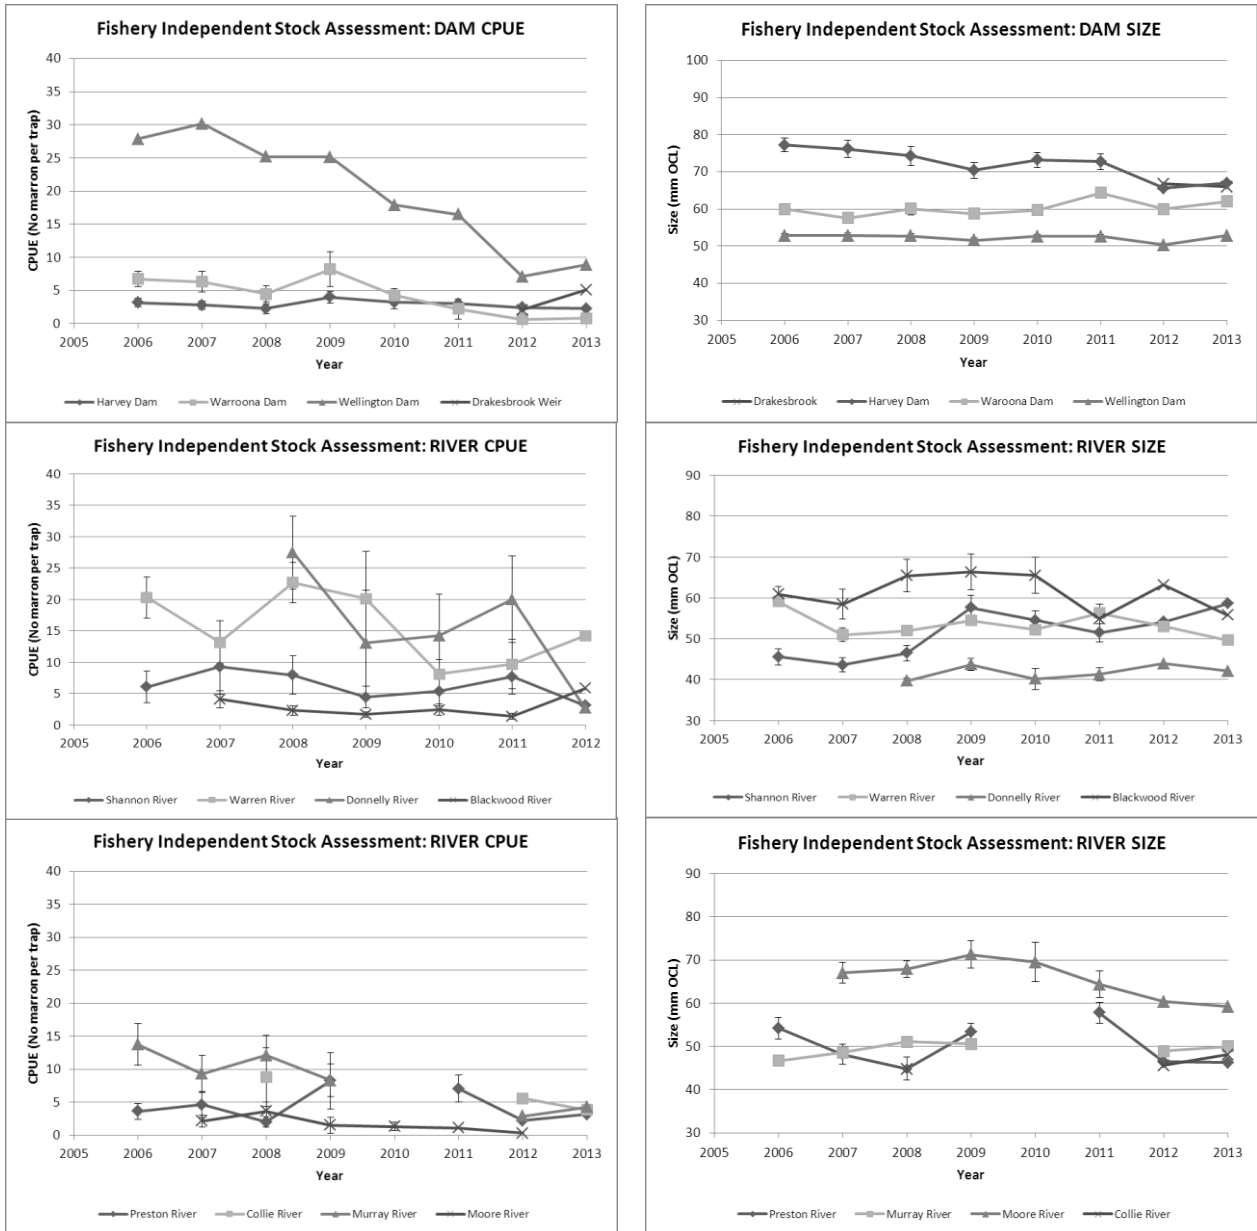 Fishery Independent Stock Assessment: DAM CPUE
40
35
30
25
20
15
10
5
0
CPUE (No marron per trap)
2005 2006 2007 2008 2009 2010 2011 2012 2013
Year
Harvey Dam Warroona Dam Wellington Dam Drakesbrook Weir
Fishery Independent Stock Assessment: DAM SIZE
100
90
80
70
60
50
40
30
Size (mm OCL)
2005 2006 2007 2008 2009 2010 2011 2012 2013
Year
Drakesbrook Harvey Dam Waroona Dam Wellington Dam
Fishery Independent Stock Assessment: RIVER CPUE
40
35
30
25
20
15
10
5
0
CPUE (No marron per trap)
2005 2006 2007 2008 2009 2010 2011 2012
Year
Shannon River Warren River Donnelly River Blackwood River
Fishery Independent Stock Assessment: RIVER SIZE
90
80
70
60
50
40
30
Size (mm OCL)
2005 2006 2007 2008 2009 2010 2011 2012 2013
Year
Shannon River Warren River Donnelly River Blackwood River
Fishery Independent Stock Assessment: RIVER CPUE
40
35
30
25
20
15
10
5
0
CPUE (No marron per trap)
2005 2006 2007 2008 2009 2010 2011 2012 2013
Year
Preston River Collie River Murray River Moore River
Fishery Independent Stock Assessment: RIVER SIZE
90
80
70
60
50
40
30
Size (mm OCL)
2005 2006 2007 2008 2009 2010 2011 2012 2013
Year
Preston River Murray River Moore River Collie River